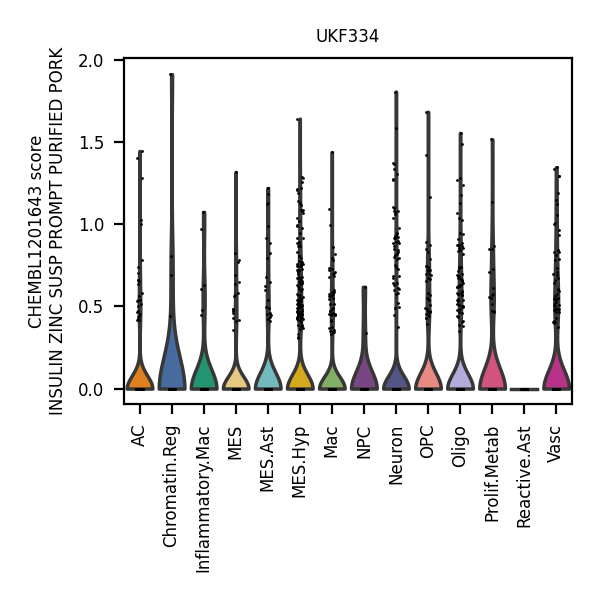 UKF334
CHEMBL1201643 score
INSULIN ZINC SUSP PROMPT PURIFIED PORK
2.0
1.5
1.0
0.5
0.0
AC
Chromatin.Reg
Inflammatory.Mac
MES
MES.Ast
MES.Hyp
Mac
NPC
Neuron
OPC
Oligo
Prolif.Metab
Reactive.Ast
Vasc